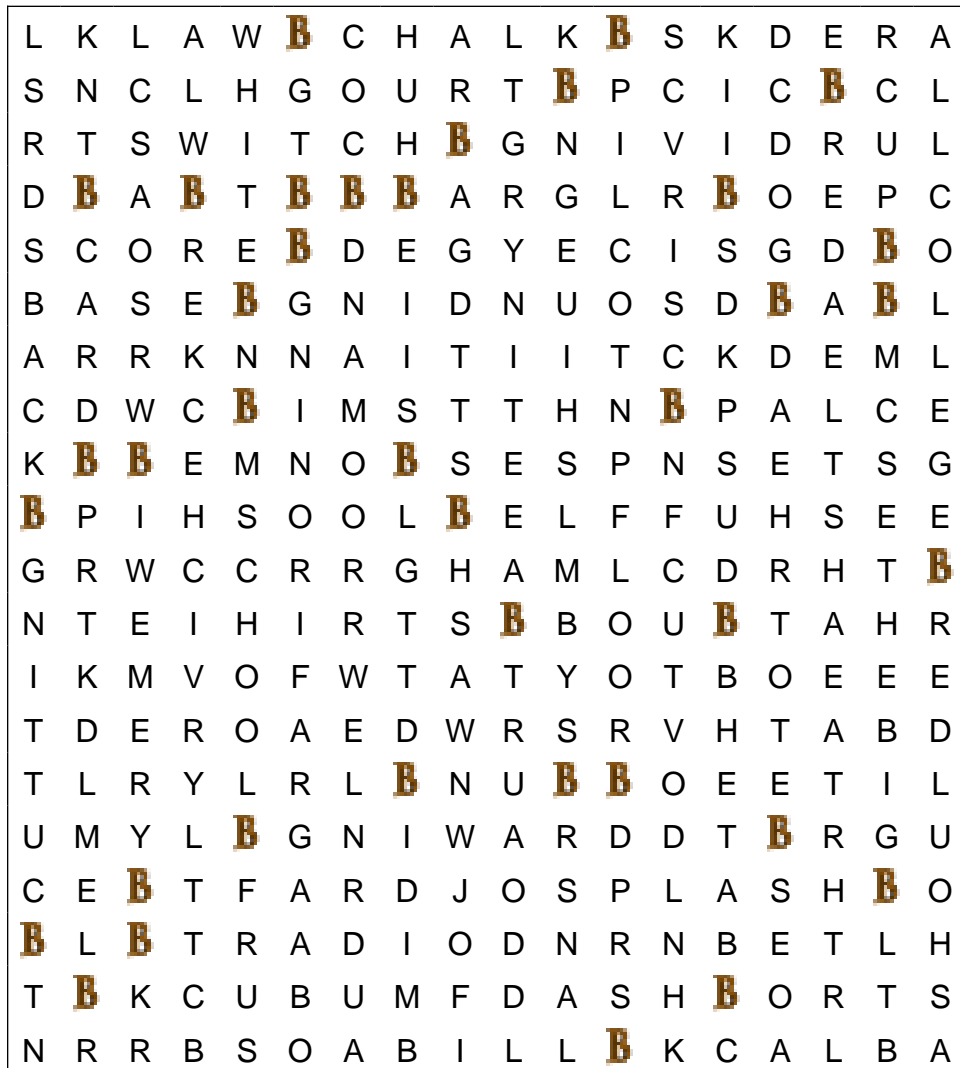 L K L A W B C H A L K B S K D E R A
S N C L H G O U R T B P C I C B C L
R T S W I T C H B G N I V I D R U L
D B A B T B B B A R G L R B O E P C
S C O R E B D E G Y E C I S G D B O
B A S E B G N I D N U O S D B A B L
A R R K N N A I T I I T C K D E M L
C D W C B I M S T T H N B P A L C E
K B B E M N O B S E S P N S E T S G
B P I H S O O L B E L F F U H S E E
G R W C C R R G H A M L C D R H T B
N T E I H I R T S B B O U B T A H R
I K M V O F W T A T Y O T B O E E E
T D E R O A E D W R S R V H T A B D
T L R Y L R L B N U B B O E E T I L
U M Y L B G N I W A R D D T B R G U
C E B T F A R D J O S P L A S H B O
B L B T R A D I O D N R N B E T L H
T B K C U B U M F D A S H B O R T S
N R R B S O A B I L L B K C A L B A